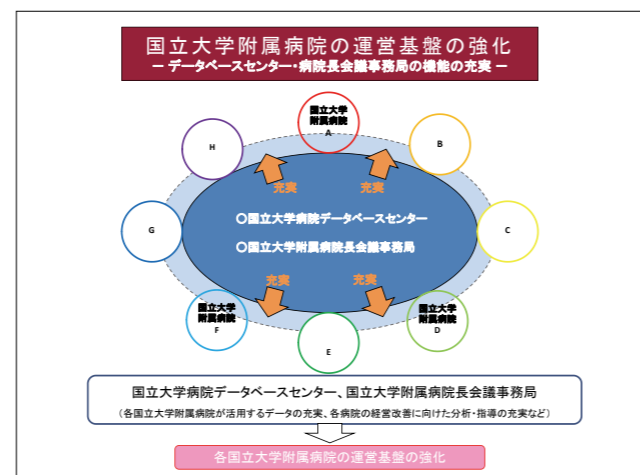 国立大学附属病院の運営基盤の強化
－ データベースセンター・病院長会議事務局の機能の充実 －
国立大学
附属病院
A
H
B
充実
充実
G
○国立大学病院データベースセンター
C
○国立大学附属病院長会議事務局
充実
充実
国立大学
附属病院
F
国立大学
附属病院
D
E
国立大学病院データベースセンター、国立大学附属病院長会議事務局
（各国立大学附属病院が活用するデータの充実、各病院の経営改善に向けた分析・指導の充実など）
各国立大学附属病院の運営基盤の強化